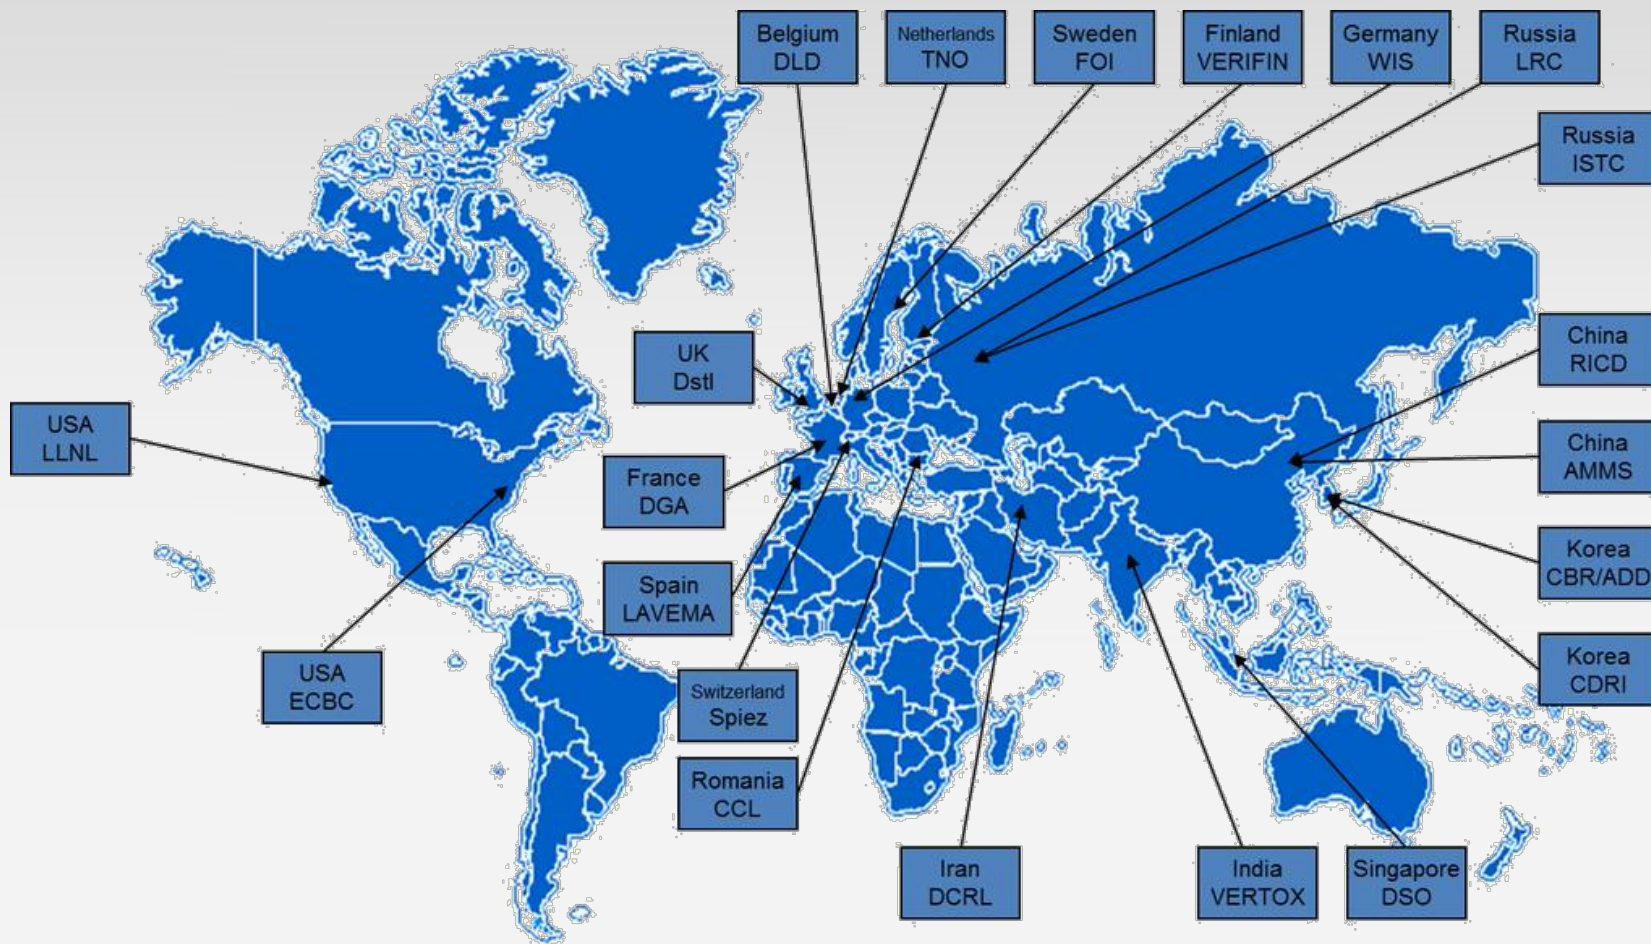 Belgium
DLD
Netherlands
TNO
Sweden
FOI
Finland
VERIFIN
Germany
WIS
Russia
LRC
Russia
ISTC
UK
Dstl
China
RICD
USA
LLNL
China
AMMS
France
DGA
Korea
CBR/ADD
Spain
LAVEMA
Korea
CDRI
USA
ECBC
Switzerland
Spiez
Romania
CCL
Iran
DCRL
India
VERTOX
Singapore
DSO